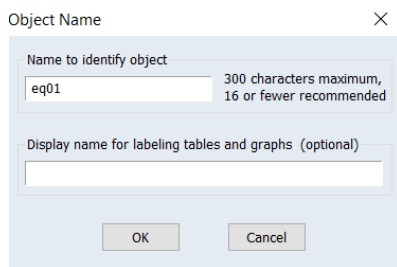 Object Name
Name to identify object
eq01
300 characters maximum,
16 or fewer recommended
Display name for labeling tables and graphs (optional)
OK
Cancel